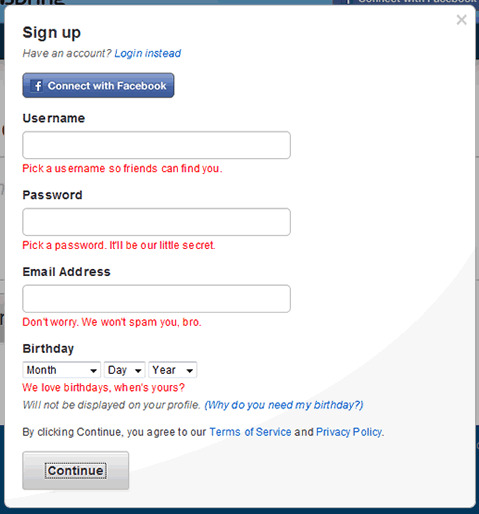 Connect with Facebook
×
Sign up
Have an account? Login instead
f Connect with Facebook
Username
Pick a username so friends can find you.
Password
Pick a password. It'll be our little secret.
Email Address
Don't worry. We won't spam you, bro.
Birthday
Month Day Year
We love birthdays, when's yours?
Will not be displayed on your profile. (Why do you need my birthday?)
By clicking Continue, you agree to our Terms of Service and Privacy Policy.
Continue